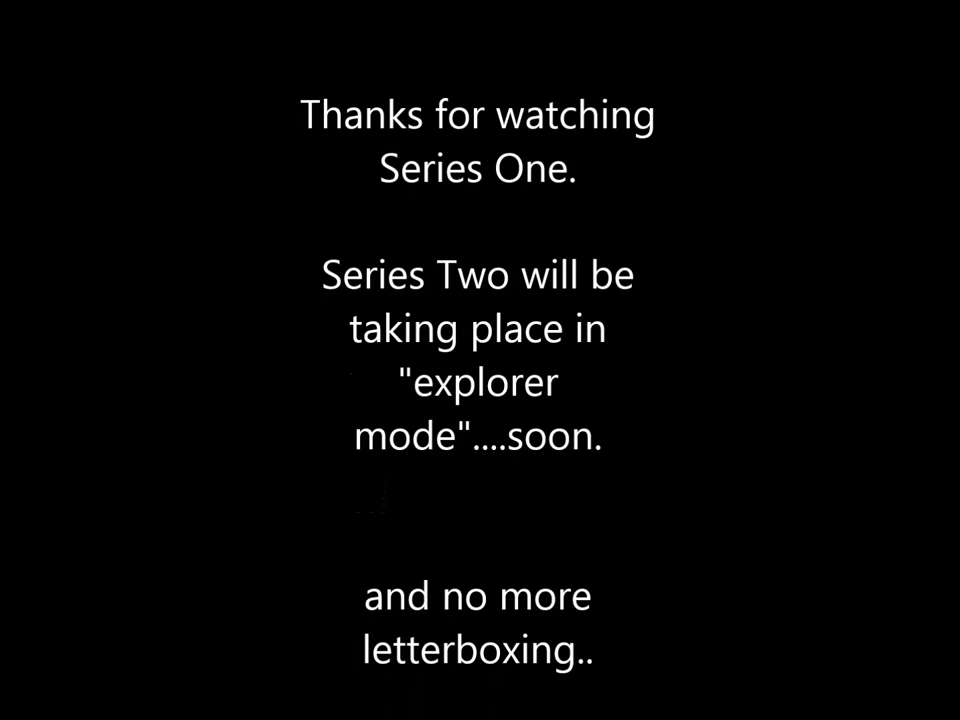 Thanks for watching
Series One.
Series Two will be
taking place in
"explorer
mode"....soon.
and no more
letterboxing..